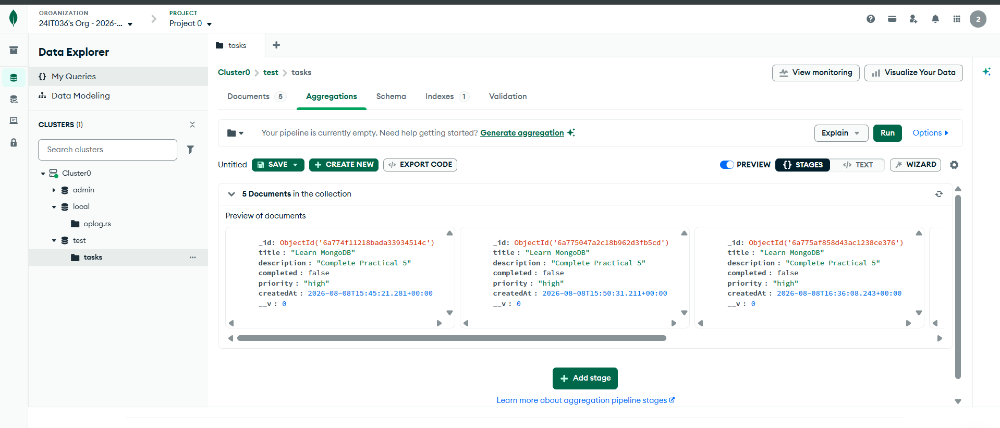 ORGANIZATION
24IT036's Org - 2026-...
PROJECT
Project 0
2
Data Explorer
{} My Queries
Data Modeling
CLUSTERS (1)
Search clusters
Cluster0
admin
local
oplog.rs
test
tasks
tasks
Cluster0 > test > tasks
View monitoring
Visualize Your Data
Documents 5 Aggregations Schema Indexes 1 Validation
Your pipeline is currently empty. Need help getting started? Generate aggregation
Explain
Run
Options
Untitled SAVE + CREATE NEW </> EXPORT CODE
PREVIEW {} STAGES </> TEXT WIZARD
5 Documents in the collection
Preview of documents
_id: ObjectId('6a774f11218bada33934514c')
title : "Learn MongoDB"
description : "Complete Practical 5"
completed : false
priority : "high"
createdAt : 2026-08-08T15:45:21.281+00:00
__v : 0
_id: ObjectId('6a775047a2c18b962d3fb5cd')
title : "Learn MongoDB"
description : "Complete Practical 5"
completed : false
priority : "high"
createdAt : 2026-08-08T15:50:31.211+00:00
__v : 0
_id: ObjectId('6a775af858d43ac1238ce376')
title : "Learn MongoDB"
description : "Complete Practical 5"
completed : false
priority : "high"
createdAt : 2026-08-08T16:36:08.243+00:00
__v : 0
+ Add stage
Learn more about aggregation pipeline stages